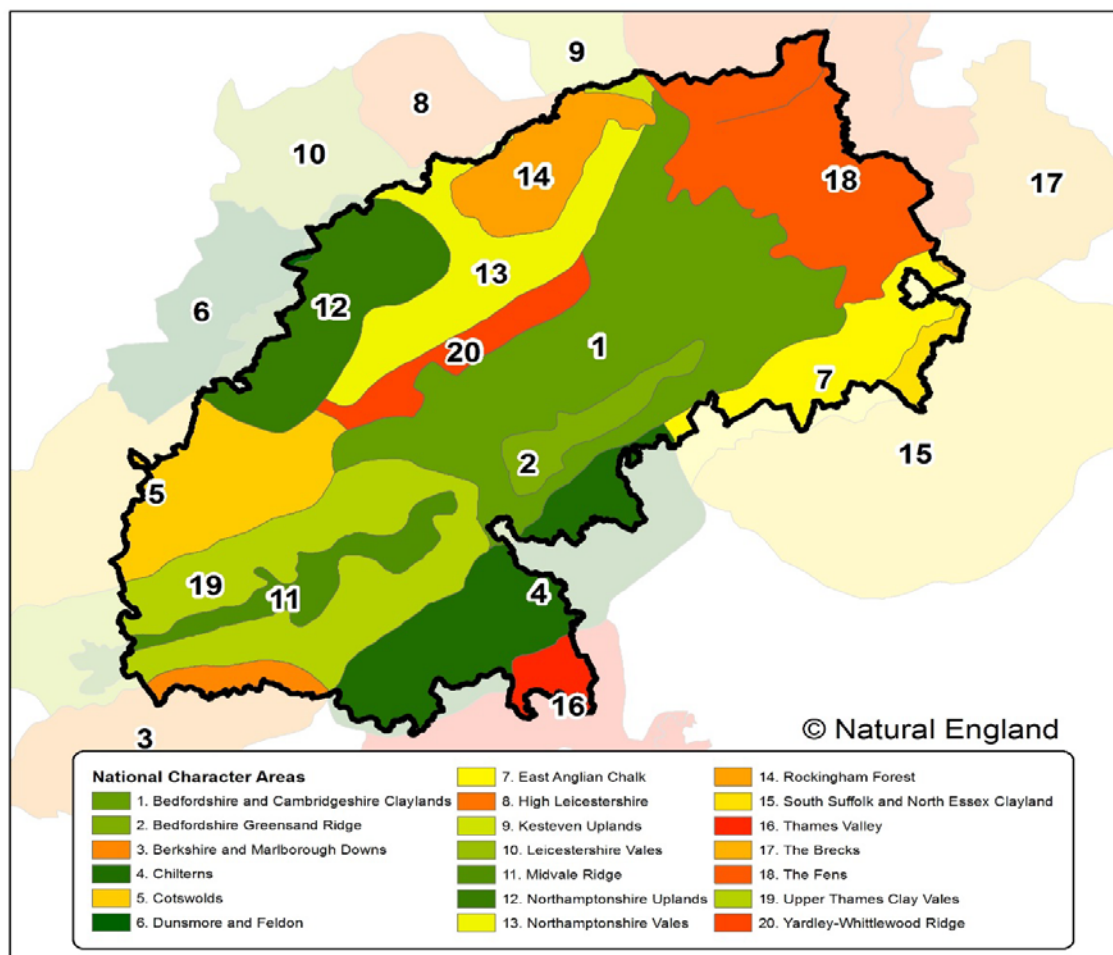 9
8
10
14
18
17
13
6
12
20
1
7
2
15
5
19
11
4
16
3
© Natural England
National Character Areas
1. Bedfordshire and Cambridgeshire Claylands
2. Bedfordshire Greensand Ridge
3. Berkshire and Marlborough Downs
4. Chilterns
5. Cotswolds
6. Dunsmore and Feldon
7. East Anglian Chalk
8. High Leicestershire
9. Kesteven Uplands
10. Leicestershire Vales
11. Midvale Ridge
12. Northamptonshire Uplands
13. Northamptonshire Vales
14. Rockingham Forest
15. South Suffolk and North Essex Clayland
16. Thames Valley
17. The Brecks
18. The Fens
19. Upper Thames Clay Vales
20. Yardley-Whittlewood Ridge